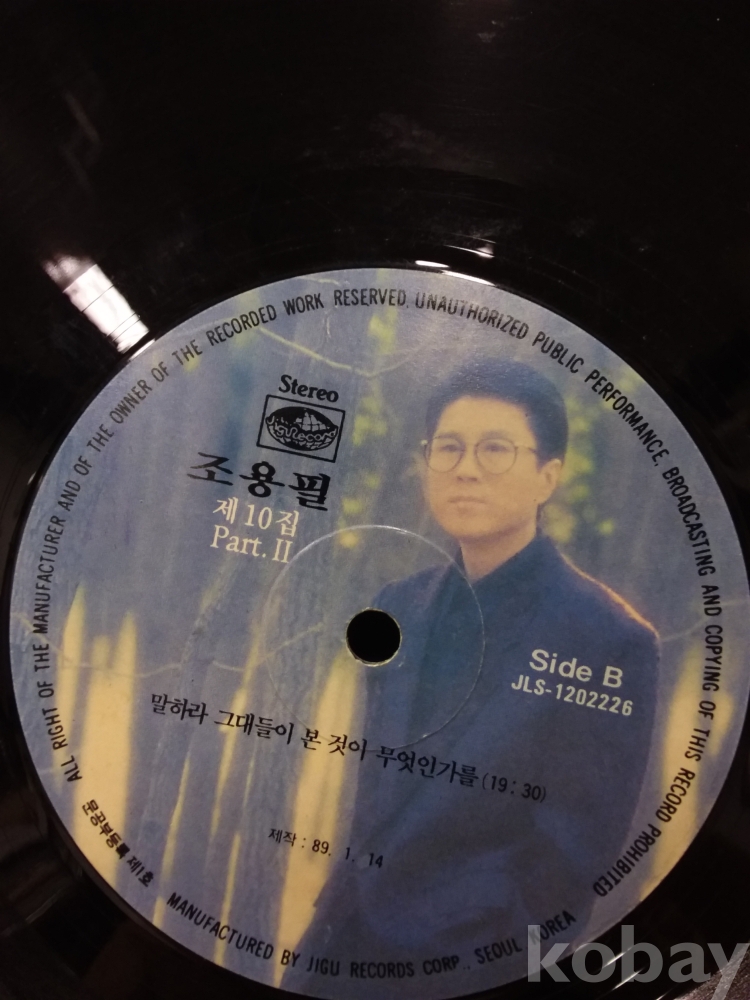 ALL RIGHT OF THE MANUFACTURER AND OF THE OWNER OF THE RECORDED WORK RESERVED. UNAUTHORIZED PUBLIC PERFORMANCE, BROADCASTING AND COPYING OF THIS RECORD PROHIBITED
Stereo
JIGU Record
조용필
제 10 집
Part. II
Side B
JLS-1202226
말하라 그대들이 본 것이 무엇인가를 (19 : 30)
제작 : 89. 1. 14
문공부등록 제1호
MANUFACTURED BY JIGU RECORDS CORP., SEOUL KOREA
kobay